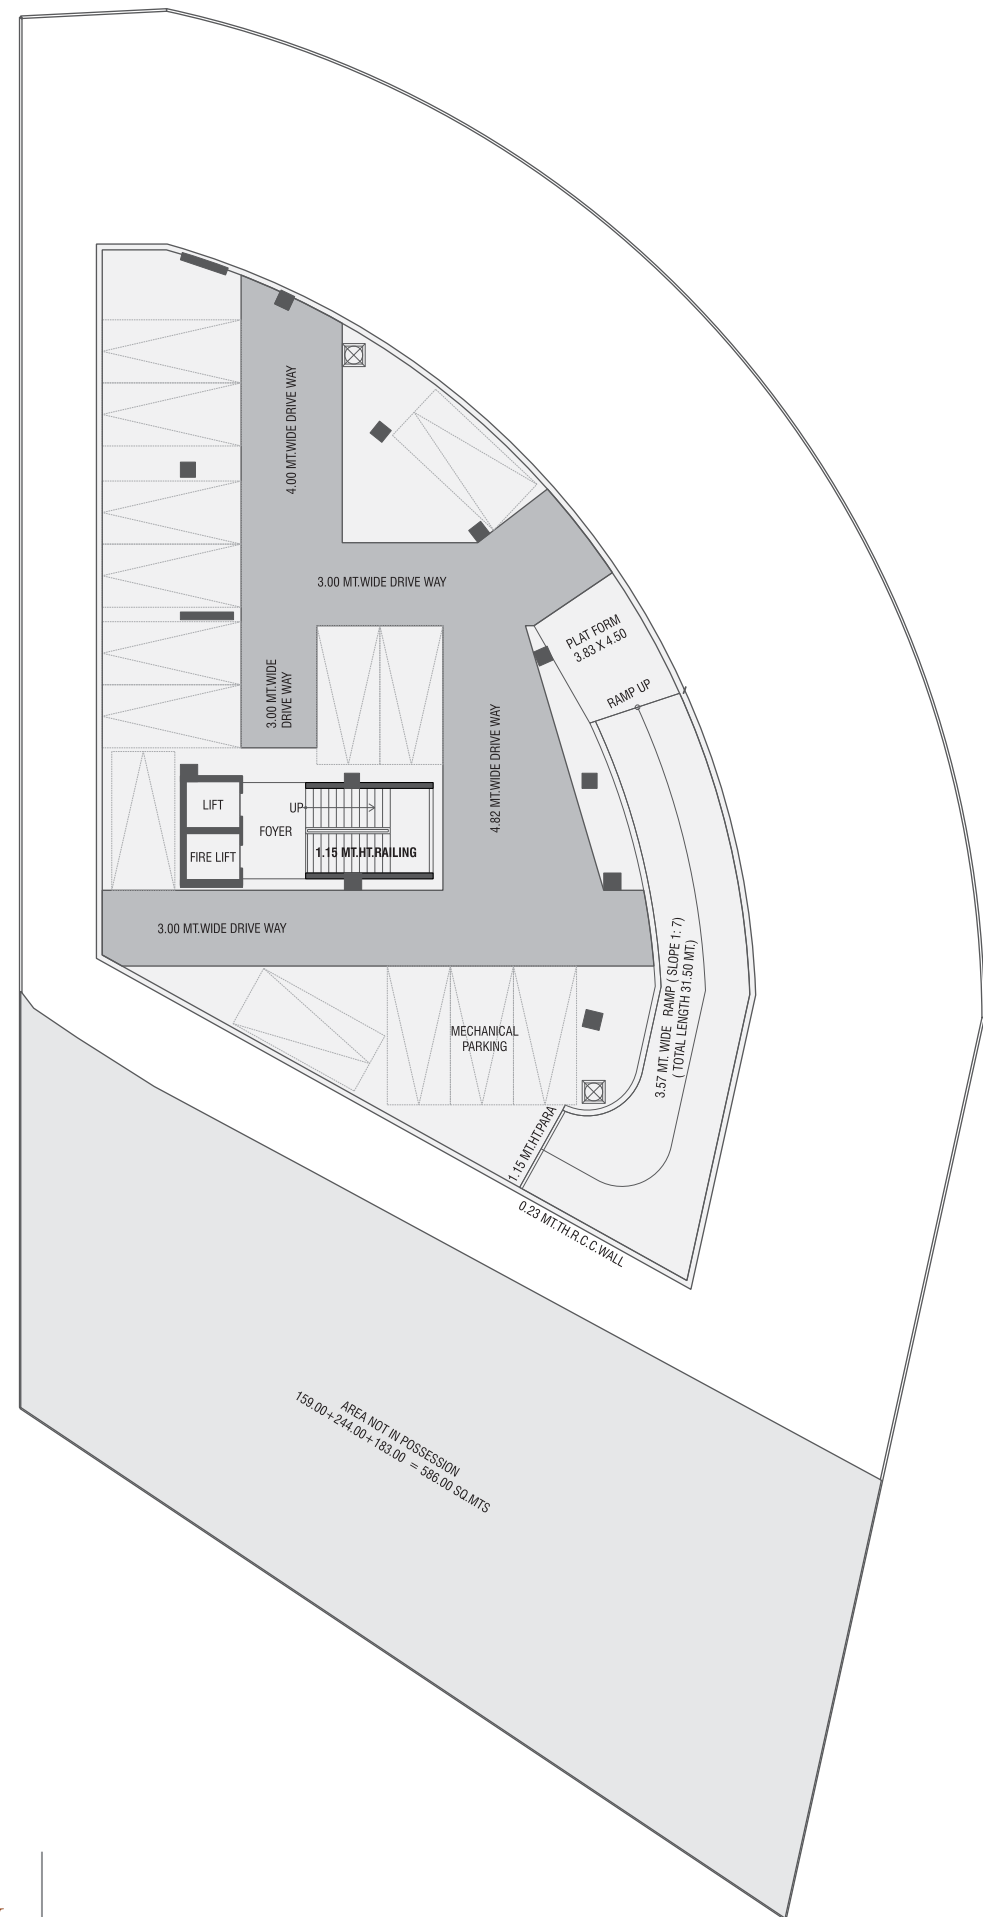 4.00 MT.WIDE DRIVE WAY
3.00 MT.WIDE DRIVE WAY
PLAT FORM
3.83 X 4.50
RAMP UP
3.00 MT.WIDE
DRIVE WAY
4.82 MT.WIDE DRIVE WAY
LIFT
UP
FOYER
FIRE LIFT
1.15 MT.HT.RAILING
3.00 MT.WIDE DRIVE WAY
3.57 MT. WIDE RAMP ( SLOPE 1: 7)
( TOTAL LENGTH 31.50 MT.)
MECHANICAL
PARKING
1.15 MT.HT.PARA
0.23 MT.TH.R.C.C.WALL
AREA NOT IN POSSESSION
159.00+244.00+183.00 = 586.00 SQ.MTS